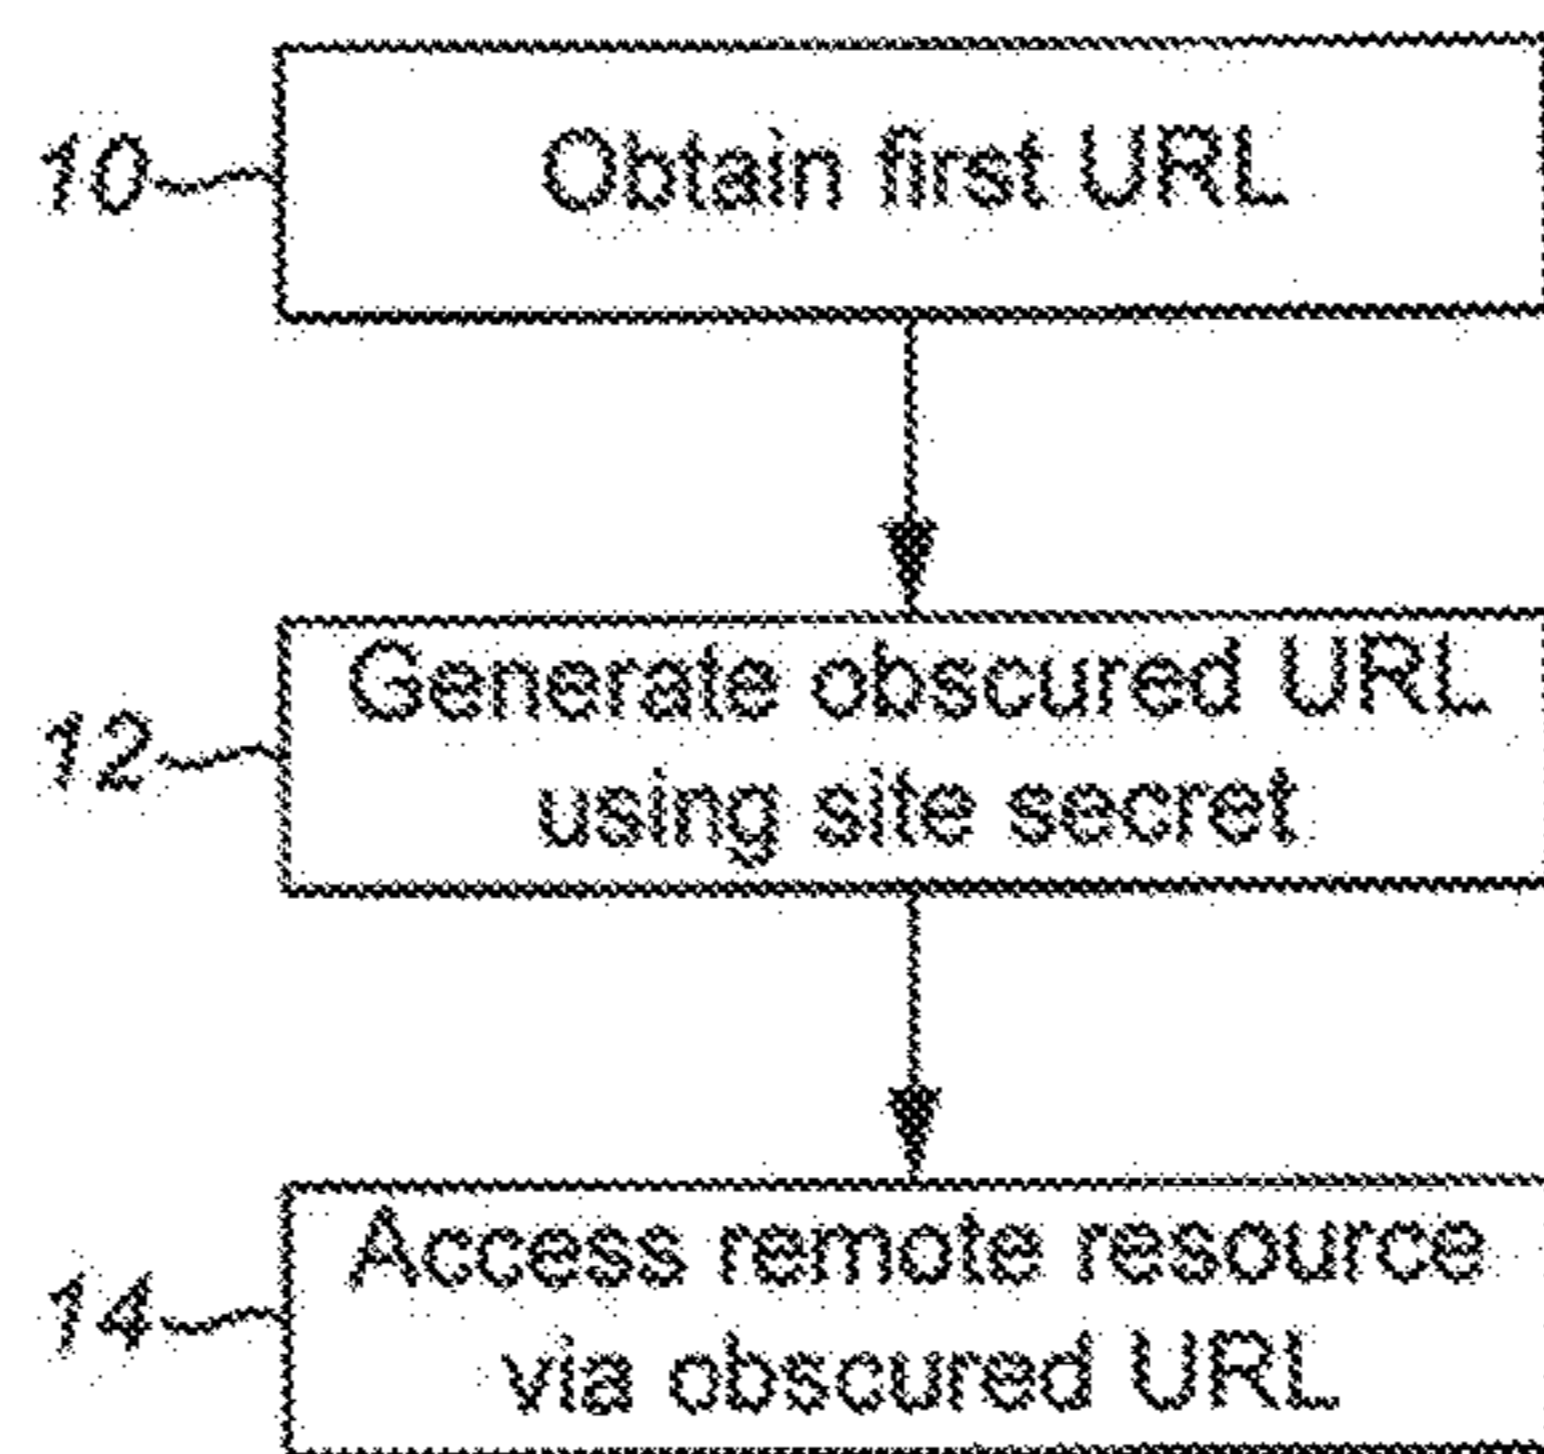 10
Obtain first URL
12
Generate obscured URL
using site secret
14
Access remote resource
via obscured URL